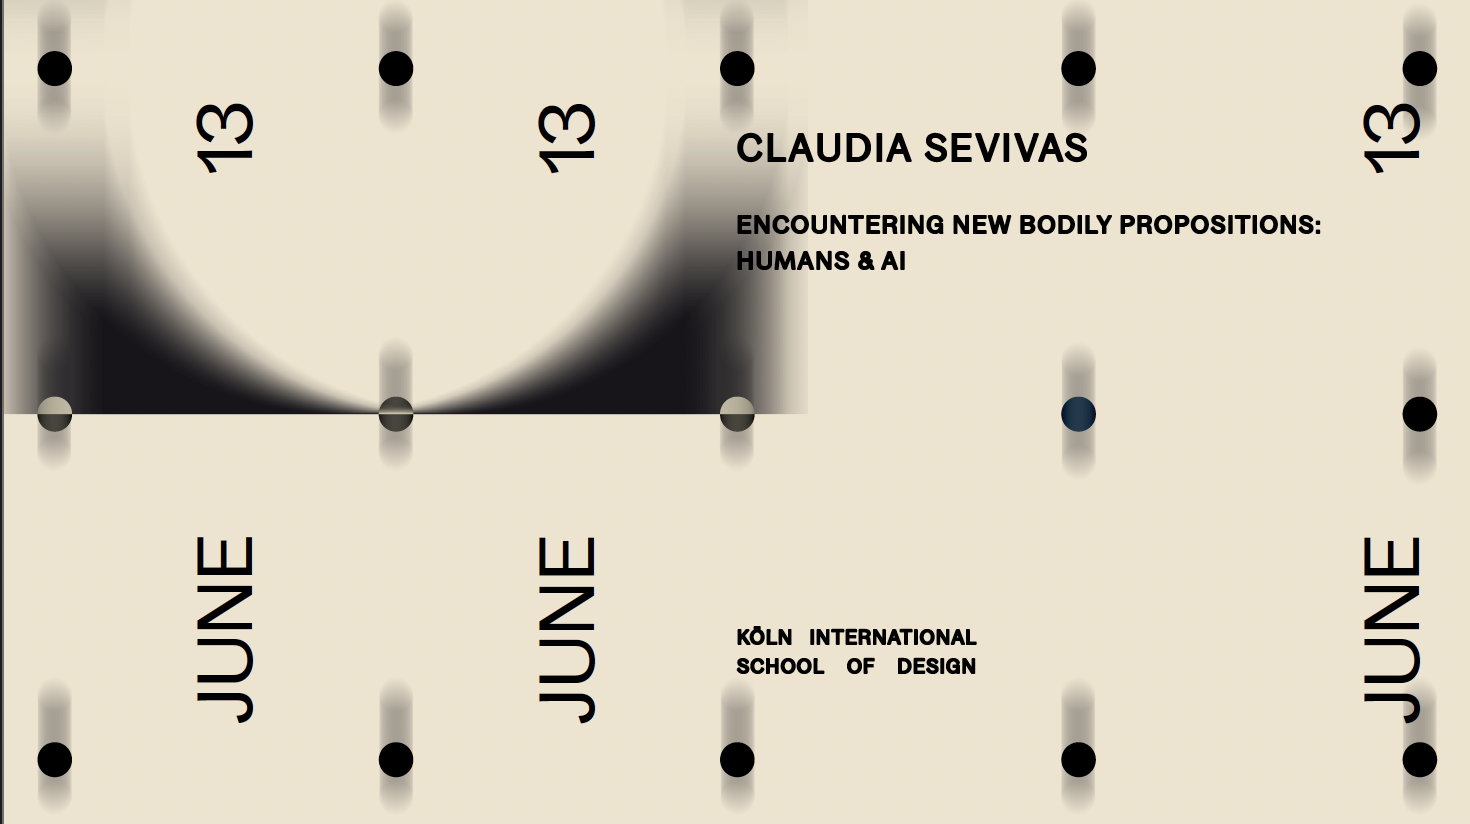 13
13
13
CLAUDIA SEVIVAS
ENCOUNTERING NEW BODILY PROPOSITIONS:
HUMANS & AI
JUNE
JUNE
JUNE
KÖLN INTERNATIONAL
SCHOOL OF DESIGN